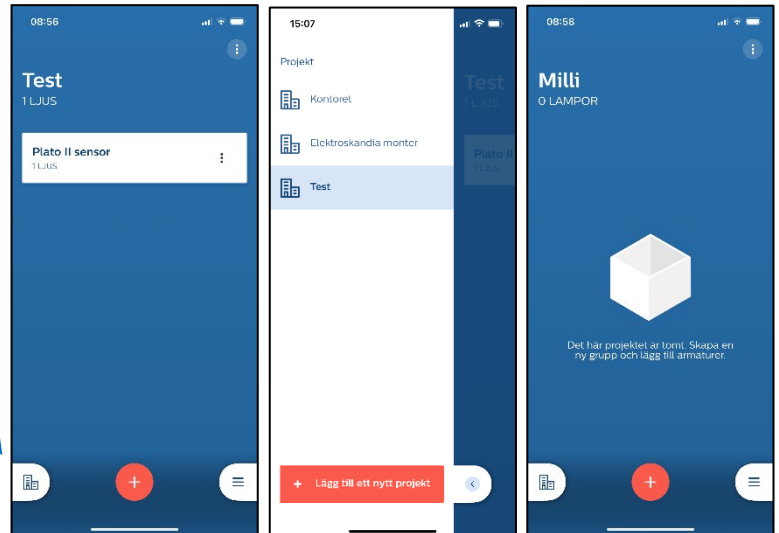 08:56
Test
1 LJUS
Plato II sensor
1 LJUS
15:07
Projekt
Kontoret
Elektroskandia monter
Test
+ Lägg till ett nytt projekt
Test
1 LJUS
Plato II
1 LJUS
08:58
Milli
0 LAMPOR
Det här projektet är tomt. Skapa en
ny grupp och lägg till armaturer.